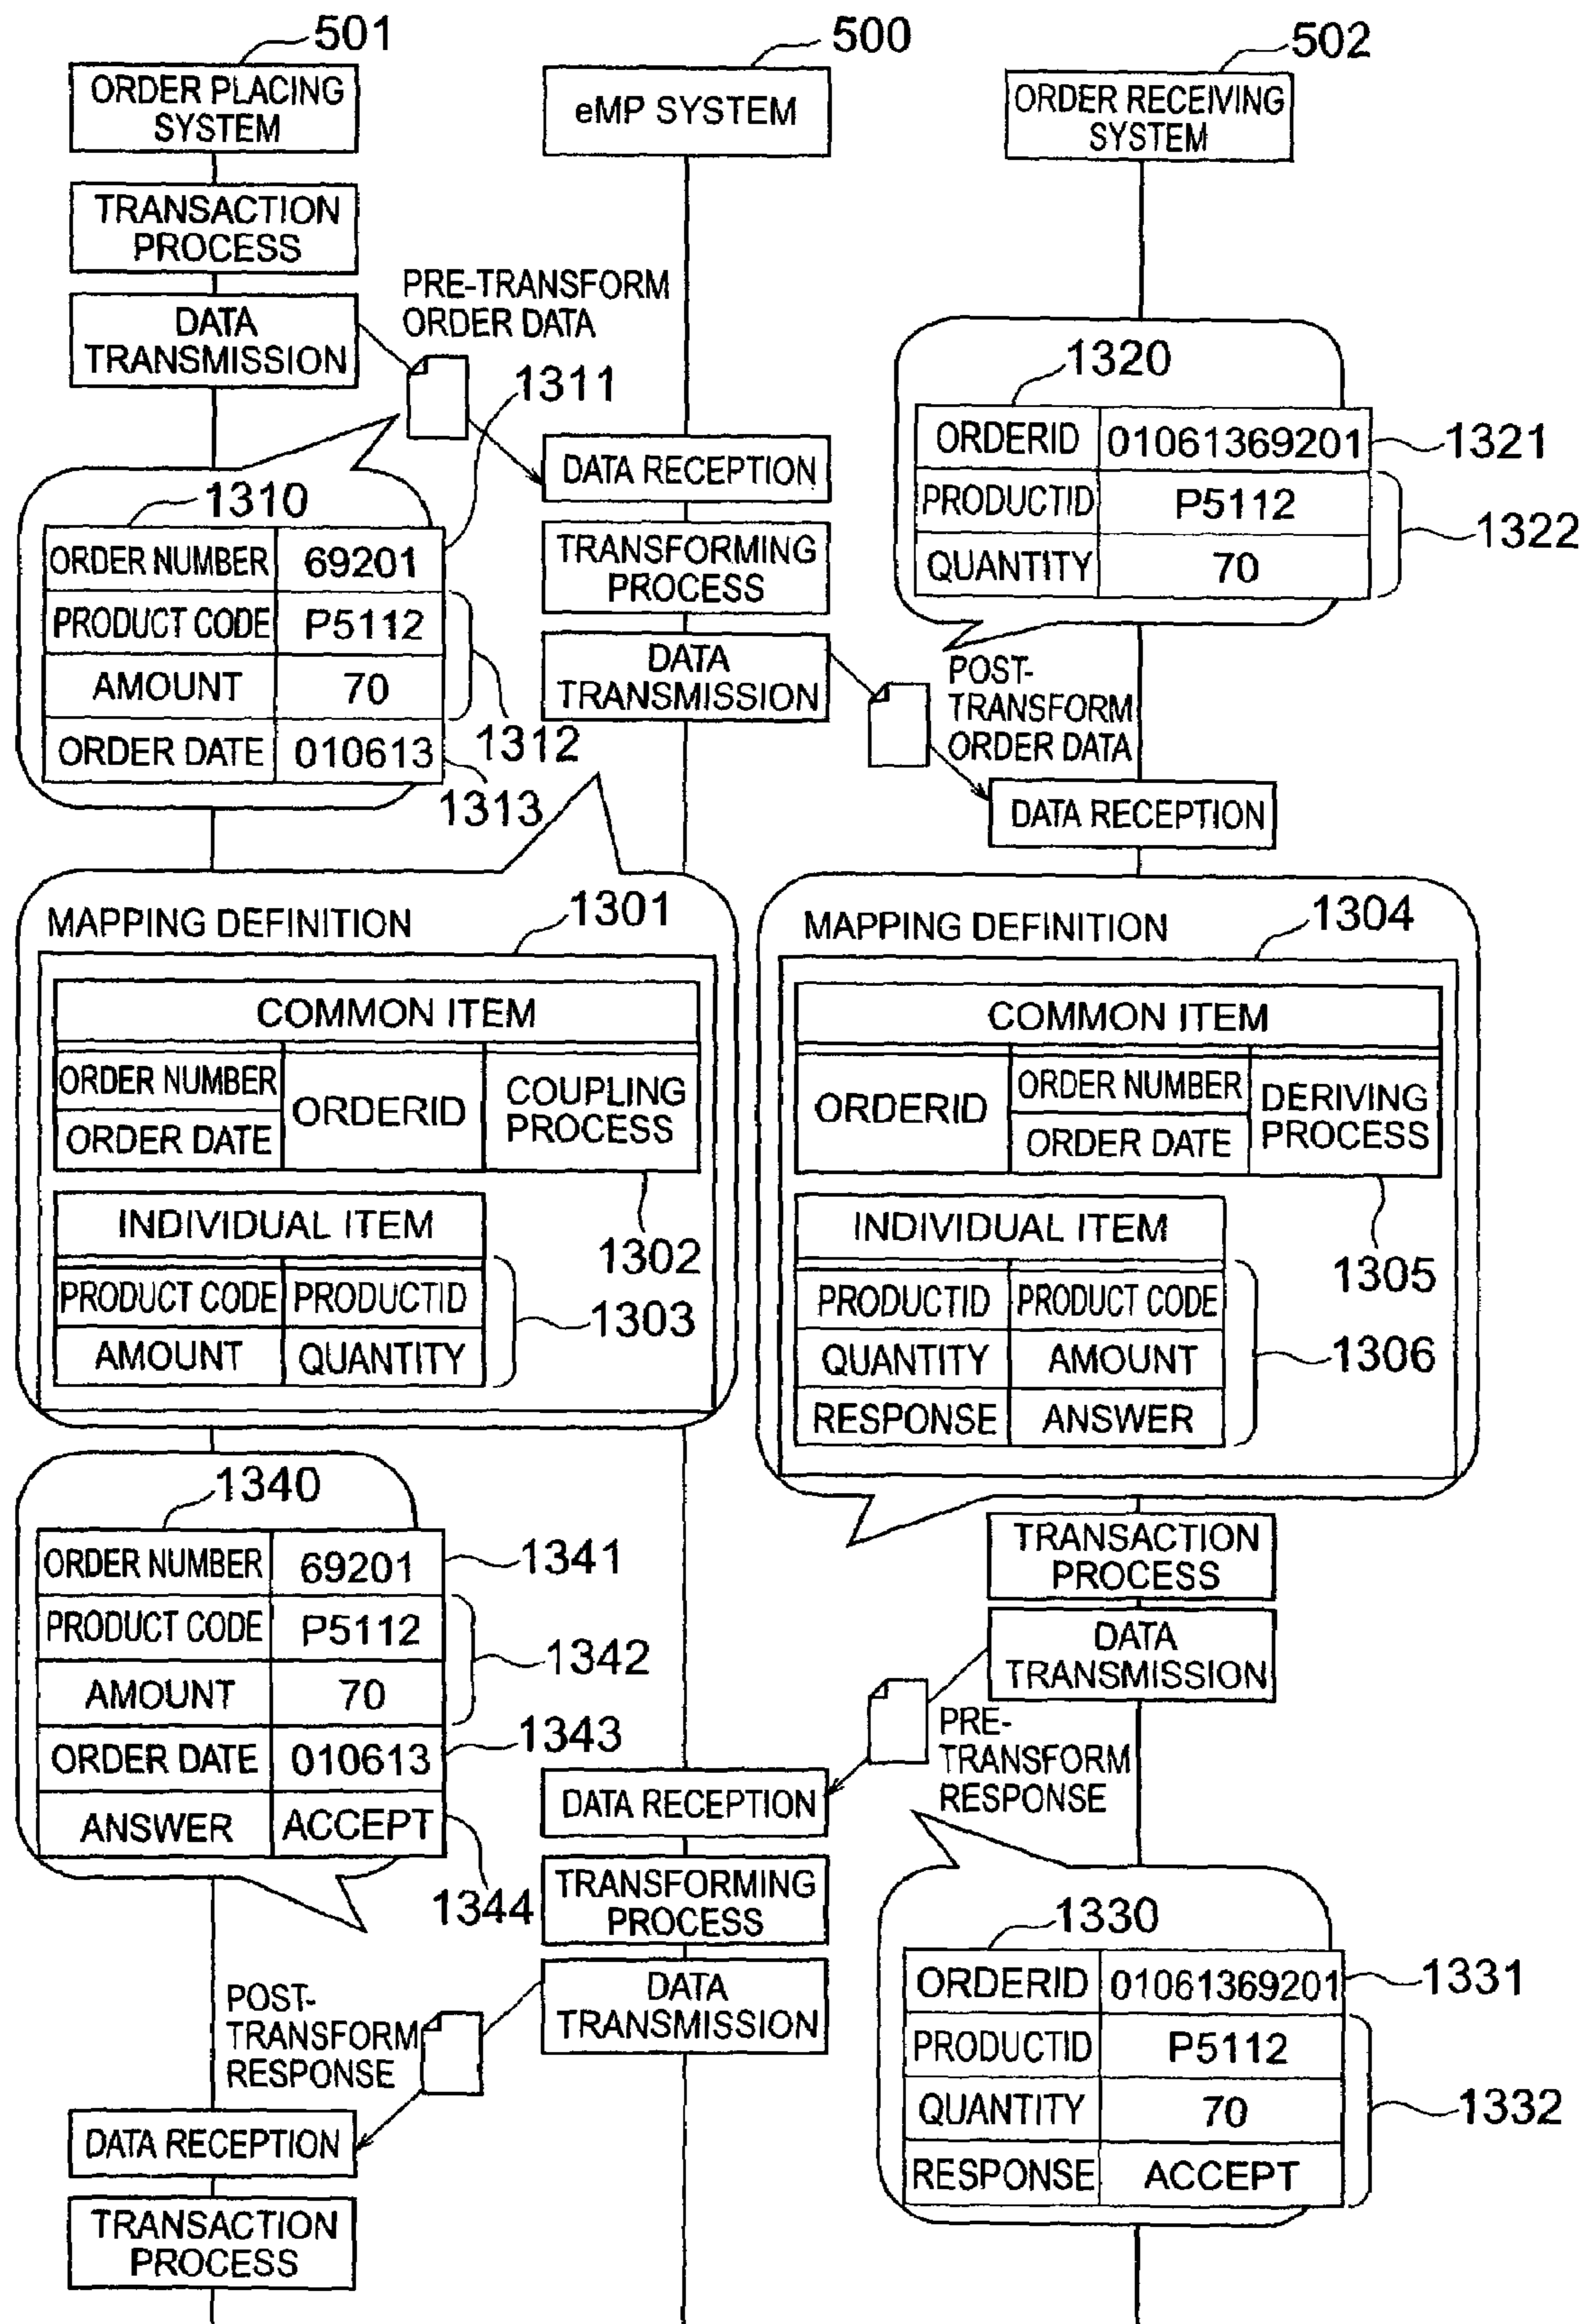 501
500
502
ORDER PLACING
SYSTEM
eMP SYSTEM
ORDER RECEIVING
SYSTEM
TRANSACTION
PROCESS
DATA
TRANSMISSION
PRE-TRANSFORM
ORDER DATA
1311
1310
ORDER NUMBER 69201
PRODUCT CODE P5112
AMOUNT 70
ORDER DATE 010613
1312
1313
DATA RECEPTION
TRANSFORMING
PROCESS
DATA
TRANSMISSION
1320
ORDERID 01061369201
1321
PRODUCTID P5112
QUANTITY 70
1322
POST-
TRANSFORM
ORDER DATA
DATA RECEPTION
MAPPING DEFINITION
1301
COMMON ITEM
ORDER NUMBER
ORDER DATE
ORDERID
COUPLING
PROCESS
1302
INDIVIDUAL ITEM
PRODUCT CODE PRODUCTID
AMOUNT QUANTITY
1303
MAPPING DEFINITION
1304
COMMON ITEM
ORDERID
ORDER NUMBER
ORDER DATE
DERIVING
PROCESS
1305
INDIVIDUAL ITEM
PRODUCTID PRODUCT CODE
QUANTITY AMOUNT
RESPONSE ANSWER
1306
TRANSACTION
PROCESS
DATA
TRANSMISSION
PRE-
TRANSFORM
RESPONSE
1340
ORDER NUMBER 69201
1341
PRODUCT CODE P5112
AMOUNT 70
1342
ORDER DATE 010613
1343
ANSWER ACCEPT
1344
DATA RECEPTION
TRANSFORMING
PROCESS
DATA
TRANSMISSION
1330
ORDERID 01061369201
1331
PRODUCTID P5112
QUANTITY 70
RESPONSE ACCEPT
1332
POST-
TRANSFORM
RESPONSE
DATA RECEPTION
TRANSACTION
PROCESS